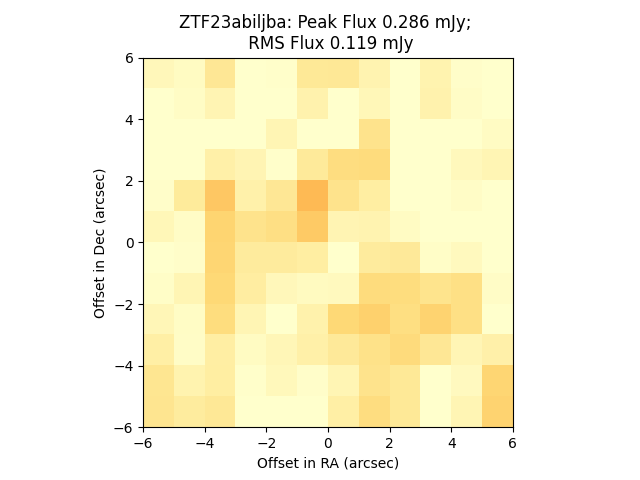 ZTF23abiljba: Peak Flux 0.286 mJy;
RMS Flux 0.119 mJy
6
4
2
0
−2
−4
−6
Offset in Dec (arcsec)
−6 −4 −2 0 2 4 6
Offset in RA (arcsec)